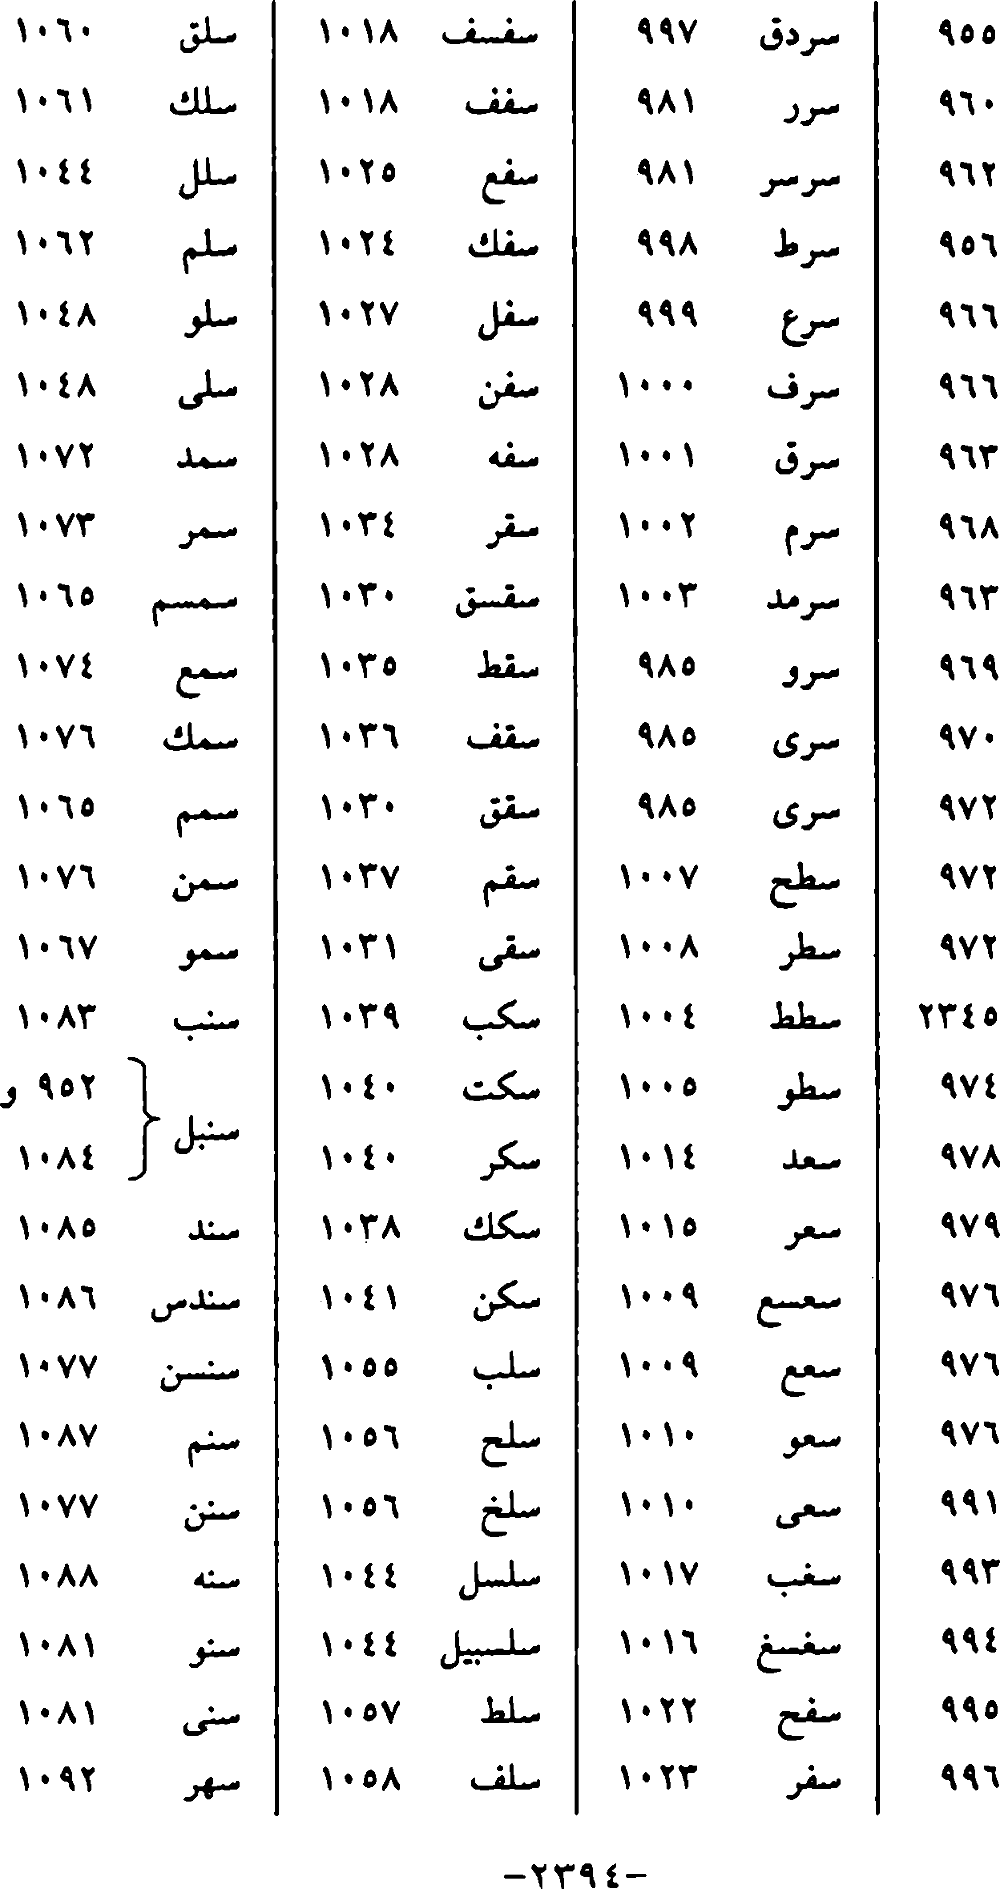 ٩٥٥
٩٦٠
٩٦٢
٩٥٦
٩٦٦
٩٦٦
٩٦٣
٩٦٨
٩٦٣
٩٦٩
٩٧٠
٩٧٢
٩٧٢
٩٧٢
٢٣٤٥
٩٧٤
٩٧٨
٩٧٩
٩٧٦
٩٧٦
٩٧٦
٩٩١
٩٩٣
٩٩٤
٩٩٥
٩٩٦
سردق ٩٩٧
سرر ٩٨١
سرسر ٩٨١
سرط ٩٩٨
سرع ٩٩٩
سرف ١٠٠٠
سرق ١٠٠١
سرم ١٠٠٢
سرمد ١٠٠٣
سرو ٩٨٥
سرى ٩٨٥
سرى ٩٨٥
سطح ١٠٠٧
سطر ١٠٠٨
سطط ١٠٠٤
سطو ١٠٠٥
سعد ١٠١٤
سعر ١٠١٥
سعسع ١٠٠٩
سعع ١٠٠٩
سعو ١٠١٠
سعى ١٠١٠
سغب ١٠١٧
سغسغ ١٠١٦
سفح ١٠٢٢
سفر ١٠٢٣
سفسف ١٠١٨
سفف ١٠١٨
سفع ١٠٢٥
سفك ١٠٢٤
سفل ١٠٢٧
سفن ١٠٢٨
سفه ١٠٢٨
سقر ١٠٣٤
سقسق ١٠٣٠
سقط ١٠٣٥
سقف ١٠٣٦
سقق ١٠٣٠
سقم ١٠٣٧
سقى ١٠٣١
سكب ١٠٣٩
سكت ١٠٤٠
سكر ١٠٤٠
سكك ١٠٣٨
سكن ١٠٤١
سلب ١٠٥٥
سلح ١٠٥٦
سلخ ١٠٥٦
سلسل ١٠٤٤
سلسبيل ١٠٤٤
سلط ١٠٥٧
سلف ١٠٥٨
سلق ١٠٦٠
سلك ١٠٦١
سلل ١٠٤٤
سلم ١٠٦٢
سلو ١٠٤٨
سلى ١٠٤٨
سمد ١٠٧٢
سمر ١٠٧٣
سمسم ١٠٦٥
سمع ١٠٧٤
سمك ١٠٧٦
سمم ١٠٦٥
سمن ١٠٧٦
سمو ١٠٦٧
سنب ١٠٨٣
سنبل } ٩٥٢ و
١٠٨٤
سند ١٠٨٥
سندس ١٠٨٦
سنسن ١٠٧٧
سنم ١٠٨٧
سنن ١٠٧٧
سنه ١٠٨٨
سنو ١٠٨١
سنى ١٠٨١
سهر ١٠٩٢
-٢٣٩٤-